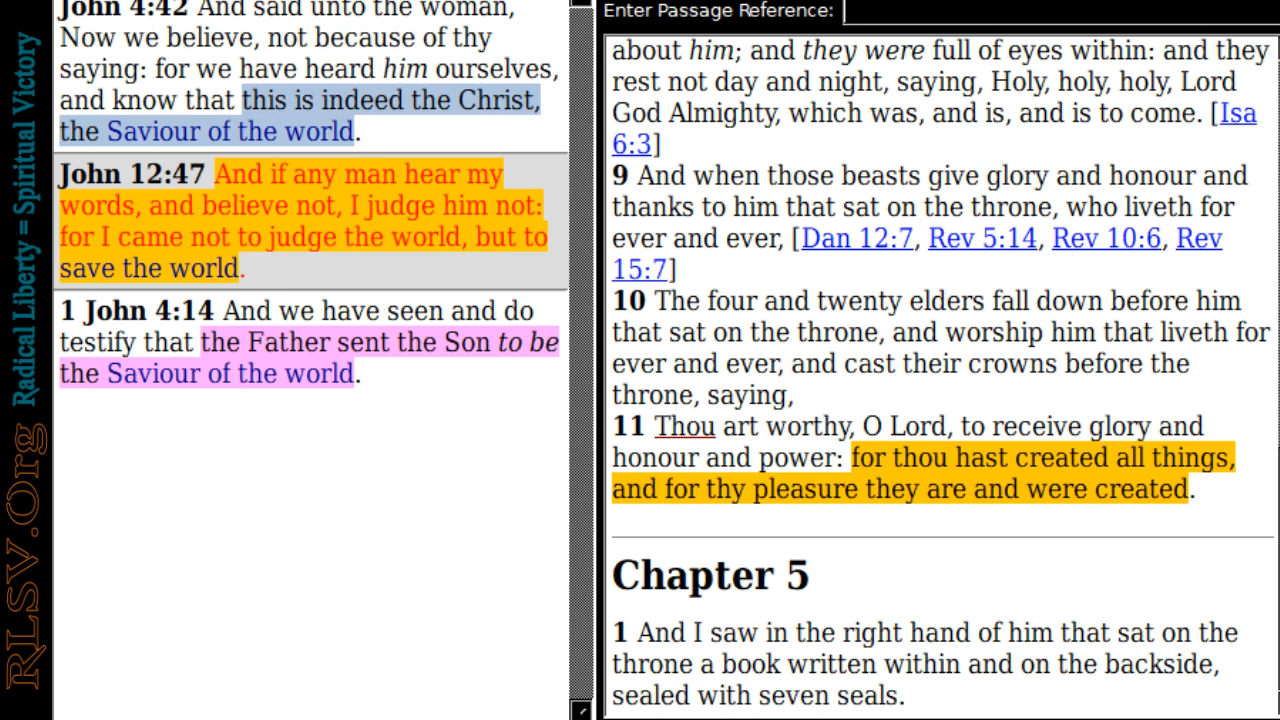 Radical Liberty = Spiritual Victory
RLSV.Org
John 4:42 And said unto the woman,
Now we believe, not because of thy
saying: for we have heard him ourselves,
and know that this is indeed the Christ,
the Saviour of the world.
John 12:47 And if any man hear my
words, and believe not, I judge him not:
for I came not to judge the world, but to
save the world.
1 John 4:14 And we have seen and do
testify that the Father sent the Son to be
the Saviour of the world.
Enter Passage Reference:
about him; and they were full of eyes within: and they
rest not day and night, saying, Holy, holy, holy, Lord
God Almighty, which was, and is, and is to come. [Isa
6:3]
9 And when those beasts give glory and honour and
thanks to him that sat on the throne, who liveth for
ever and ever, [Dan 12:7, Rev 5:14, Rev 10:6, Rev
15:7]
10 The four and twenty elders fall down before him
that sat on the throne, and worship him that liveth for
ever and ever, and cast their crowns before the
throne, saying,
11 Thou art worthy, O Lord, to receive glory and
honour and power: for thou hast created all things,
and for thy pleasure they are and were created.
Chapter 5
1 And I saw in the right hand of him that sat on the
throne a book written within and on the backside,
sealed with seven seals.